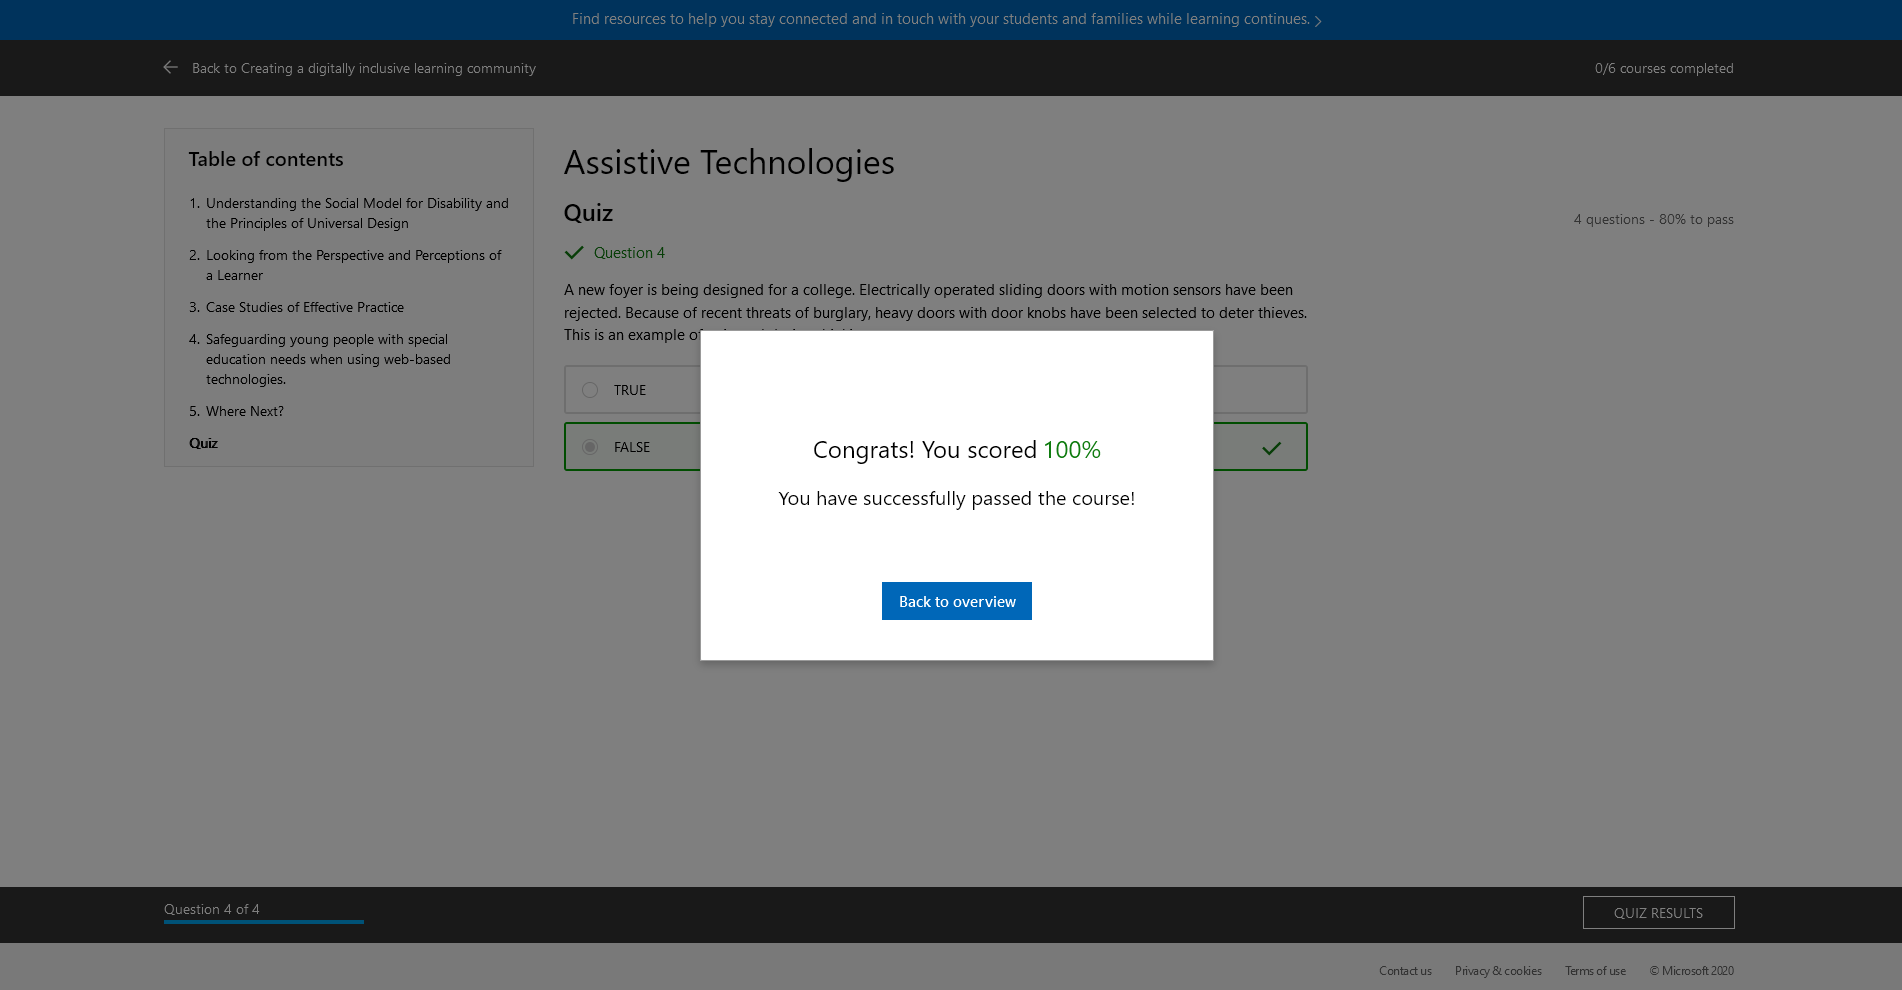 Find resources to help you stay connected and in touch with your students and families while learning continues.
Back to Creating a digitally inclusive learning community
0/6 courses completed
Table of contents
1. Understanding the Social Model for Disability and
the Principles of Universal Design
2. Looking from the Perspective and Perceptions of
a Learner
3. Case Studies of Effective Practice
4. Safeguarding young people with special
education needs when using web-based
technologies.
5. Where Next?
Quiz
Assistive Technologies
Quiz
4 questions - 80% to pass
Question 4
A new foyer is being designed for a college. Electrically operated sliding doors with motion sensors have been
rejected. Because of recent threats of burglary, heavy doors with door knobs have been selected to deter thieves.
This is an example of
TRUE
FALSE
Congrats! You scored 100%
You have successfully passed the course!
Back to overview
Question 4 of 4
QUIZ RESULTS
Contact us
Privacy & cookies
Terms of use
© Microsoft 2020